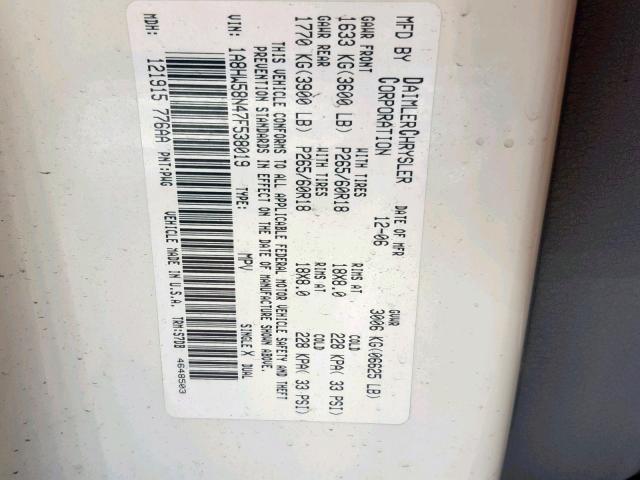 MFD BY DAIMLERCHRYSLER CORPORATION
DATE OF MFR 12-06
GVWR 3006 KG(06625 LB)
GAWR FRONT WITH TIRES RIMS AT COLD
1633 KG(3600 LB) P265/60R18 18X8.0 228 KPA( 33 PSI)
GAWR REAR WITH TIRES RIMS AT COLD
1770 KG(3900 LB) P265/60R18 18X8.0 228 KPA( 33 PSI)
THIS VEHICLE CONFORMS TO ALL APPLICABLE FEDERAL MOTOR VEHICLE SAFETY AND THEFT
PREVENTION STANDARDS IN EFFECT ON THE DATE OF MANUFACTURE SHOWN ABOVE.
VIN: 1A8HW58N47F538019 TYPE: MPV SINGLE X DUAL
MDH: 121915 776AA PNT:PWG VEHICLE MADE IN U.S.A. TRM:S7DB 4648503